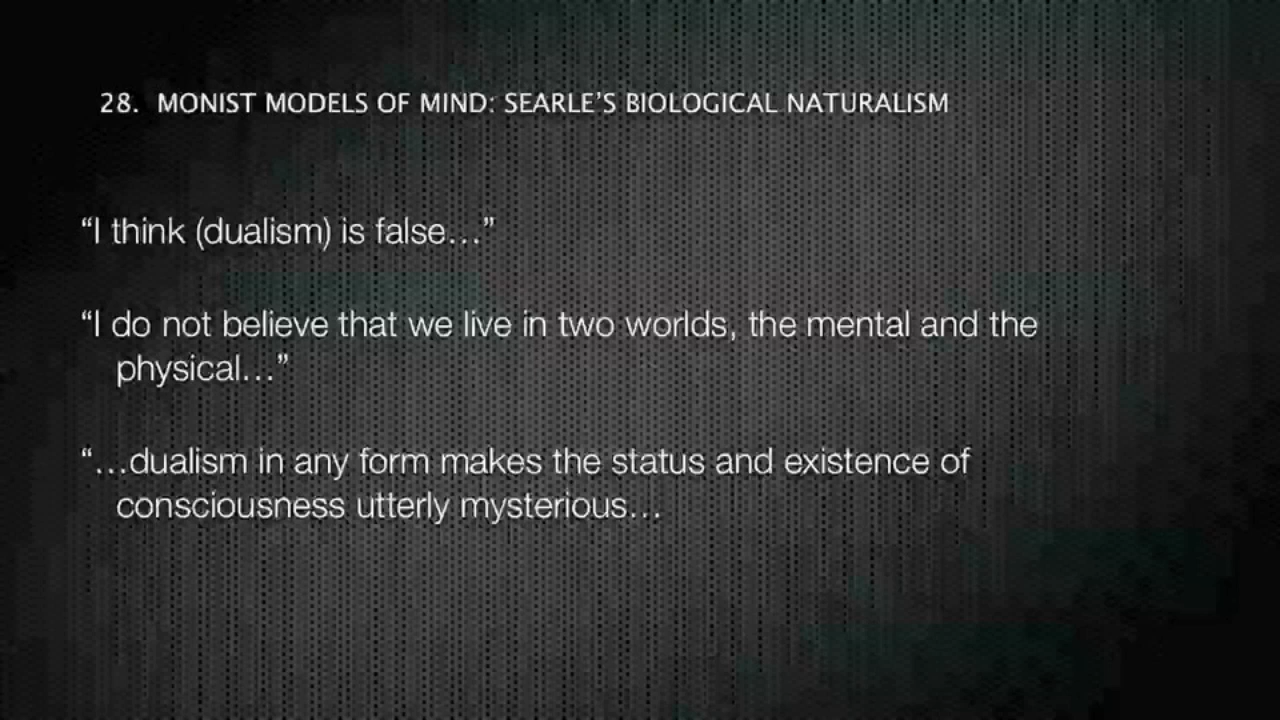 28. MONIST MODELS OF MIND: SEARLE’S BIOLOGICAL NATURALISM
“I think (dualism) is false…”
“I do not believe that we live in two worlds, the mental and the
physical…”
“…dualism in any form makes the status and existence of
consciousness utterly mysterious…